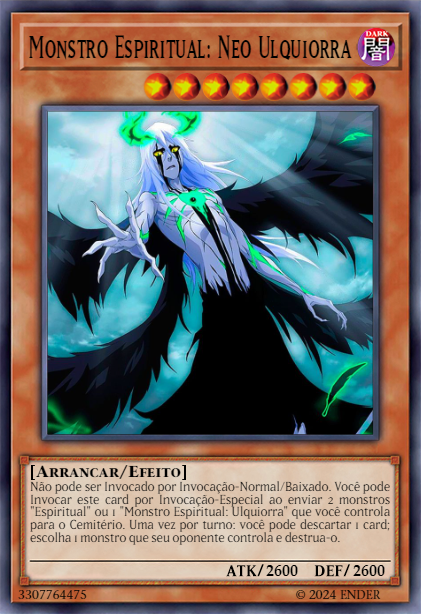 Monstro Espiritual: Neo Ulquiorra
DARK
闇
[Arrancar/Efeito]
Não pode ser Invocado por Invocação-Normal/Baixado. Você pode
Invocar este card por Invocação-Especial ao enviar 2 monstros
"Espiritual" ou 1 "Monstro Espiritual: Ulquiorra" que você controla
para o Cemitério. Uma vez por turno: você pode descartar 1 card;
escolha 1 monstro que seu oponente controla e destrua-o.
ATK/2600 DEF/2600
3307764475 © 2024 ENDER